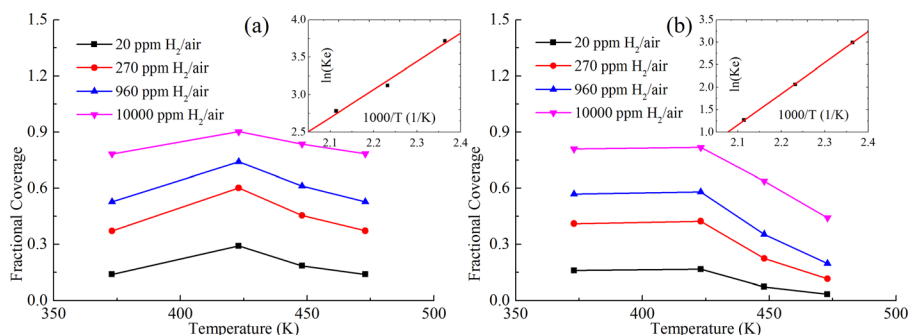 (a)
20 ppm H2/air
270 ppm H2/air
960 ppm H2/air
10000 ppm H2/air
Fractional Coverage
1.5
1.2
0.9
0.6
0.3
0.0
350
400
450
500
Temperature (K)
ln(Ke)
4.0
3.5
3.0
2.5
2.1
2.2
2.3
2.4
1000/T (1/K)
(b)
20 ppm H2/air
270 ppm H2/air
960 ppm H2/air
10000 ppm H2/air
Fractional Coverage
1.5
1.2
0.9
0.6
0.3
0.0
350
400
450
500
Temperature (K)
ln(Ke)
3.5
3.0
2.5
2.0
1.5
1.0
2.1
2.2
2.3
2.4
1000/T (1/K)